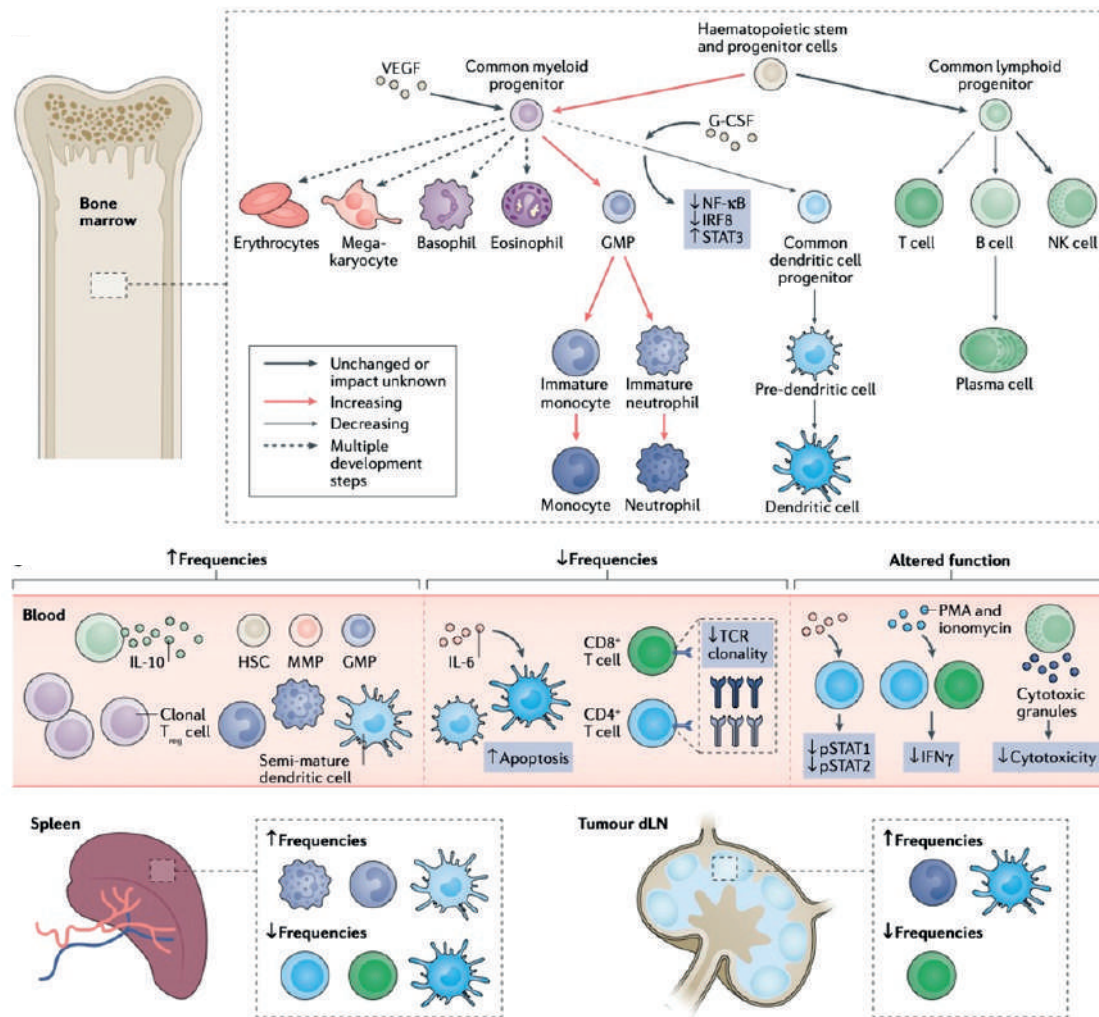 Haematopoietic stem
and progenitor cells
VEGF
Common myeloid
progenitor
Common lymphoid
progenitor
G-CSF
Bone
marrow
Erythrocytes
Mega-
karyocyte
Basophil
Eosinophil
GMP
↓NF-κB
↓IRF8
↑STAT3
Common
dendritic cell
progenitor
T cell
B cell
NK cell
Unchanged or
impact unknown
Increasing
Decreasing
Multiple
development
steps
Immature
monocyte
Immature
neutrophil
Pre-dendritic cell
Plasma cell
Monocyte
Neutrophil
Dendritic cell
↑Frequencies
↓Frequencies
Altered function
Blood
IL-10
HSC
MMP
GMP
Clonal
Treg cell
Semi-mature
dendritic cell
IL-6
↑Apoptosis
CD8+
T cell
CD4+
T cell
↓TCR
clonality
PMA and
ionomycin
Cytotoxic
granules
↓pSTAT1
↓pSTAT2
↓IFNγ
↓Cytotoxicity
Spleen
↑Frequencies
↓Frequencies
Tumour dLN
↑Frequencies
↓Frequencies